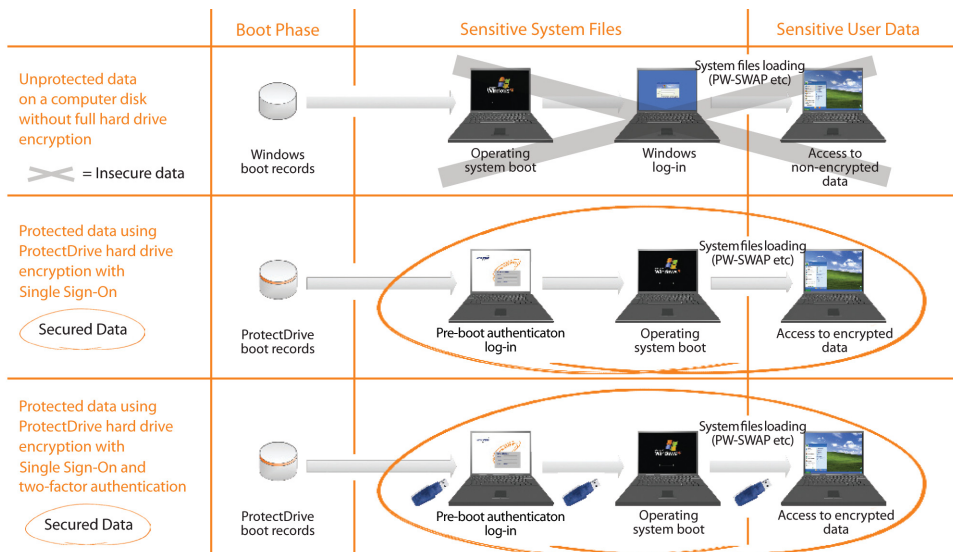 Boot Phase
Sensitive System Files
Sensitive User Data
Unprotected data
on a computer disk
without full hard drive
encryption
= Insecure data
Windows
boot records
Windows
Operating
system boot
Windows
log-in
System files loading
(PW-SWAP etc)
Access to
non-encrypted
data
Protected data using
ProtectDrive hard drive
encryption with
Single Sign-On
Secured Data
ProtectDrive
boot records
Pre-boot authenticaton
log-in
Operating
system boot
System files loading
(PW-SWAP etc)
Access to encrypted
data
Protected data using
ProtectDrive hard drive
encryption with
Single Sign-On and
two-factor authentication
Secured Data
ProtectDrive
boot records
Pre-boot authenticaton
log-in
Operating
system boot
System files loading
(PW-SWAP etc)
Access to encrypted
data